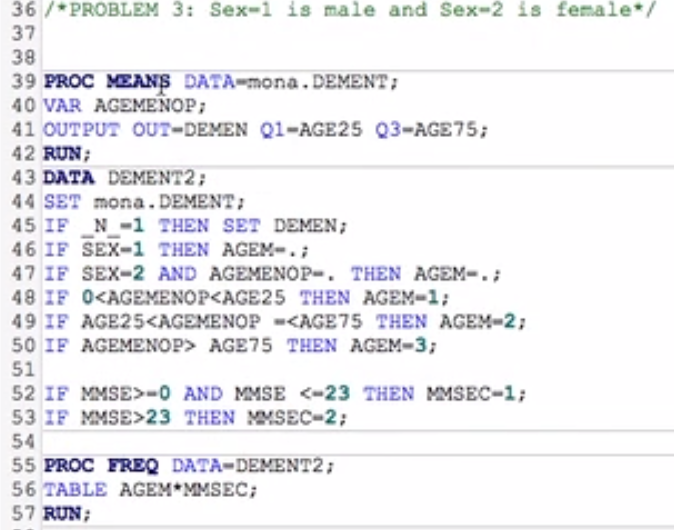 36 /*PROBLEM 3: Sex=1 is male and Sex=2 is female*/
37
38
39 PROC MEANS DATA=mona.DEMENT;
40 VAR AGEMENOP;
41 OUTPUT OUT=DEMEN Q1=AGE25 Q3=AGE75;
42 RUN;
43 DATA DEMENT2;
44 SET mona.DEMENT;
45 IF _N_=1 THEN SET DEMEN;
46 IF SEX=1 THEN AGEM=.;
47 IF SEX=2 AND AGEMENOP=. THEN AGEM=.;
48 IF 0<AGEMENOP<AGE25 THEN AGEM=1;
49 IF AGE25<AGEMENOP =<AGE75 THEN AGEM=2;
50 IF AGEMENOP> AGE75 THEN AGEM=3;
51
52 IF MMSE>=0 AND MMSE <=23 THEN MMSEC=1;
53 IF MMSE>23 THEN MMSEC=2;
54
55 PROC FREQ DATA=DEMENT2;
56 TABLE AGEM*MMSEC;
57 RUN;